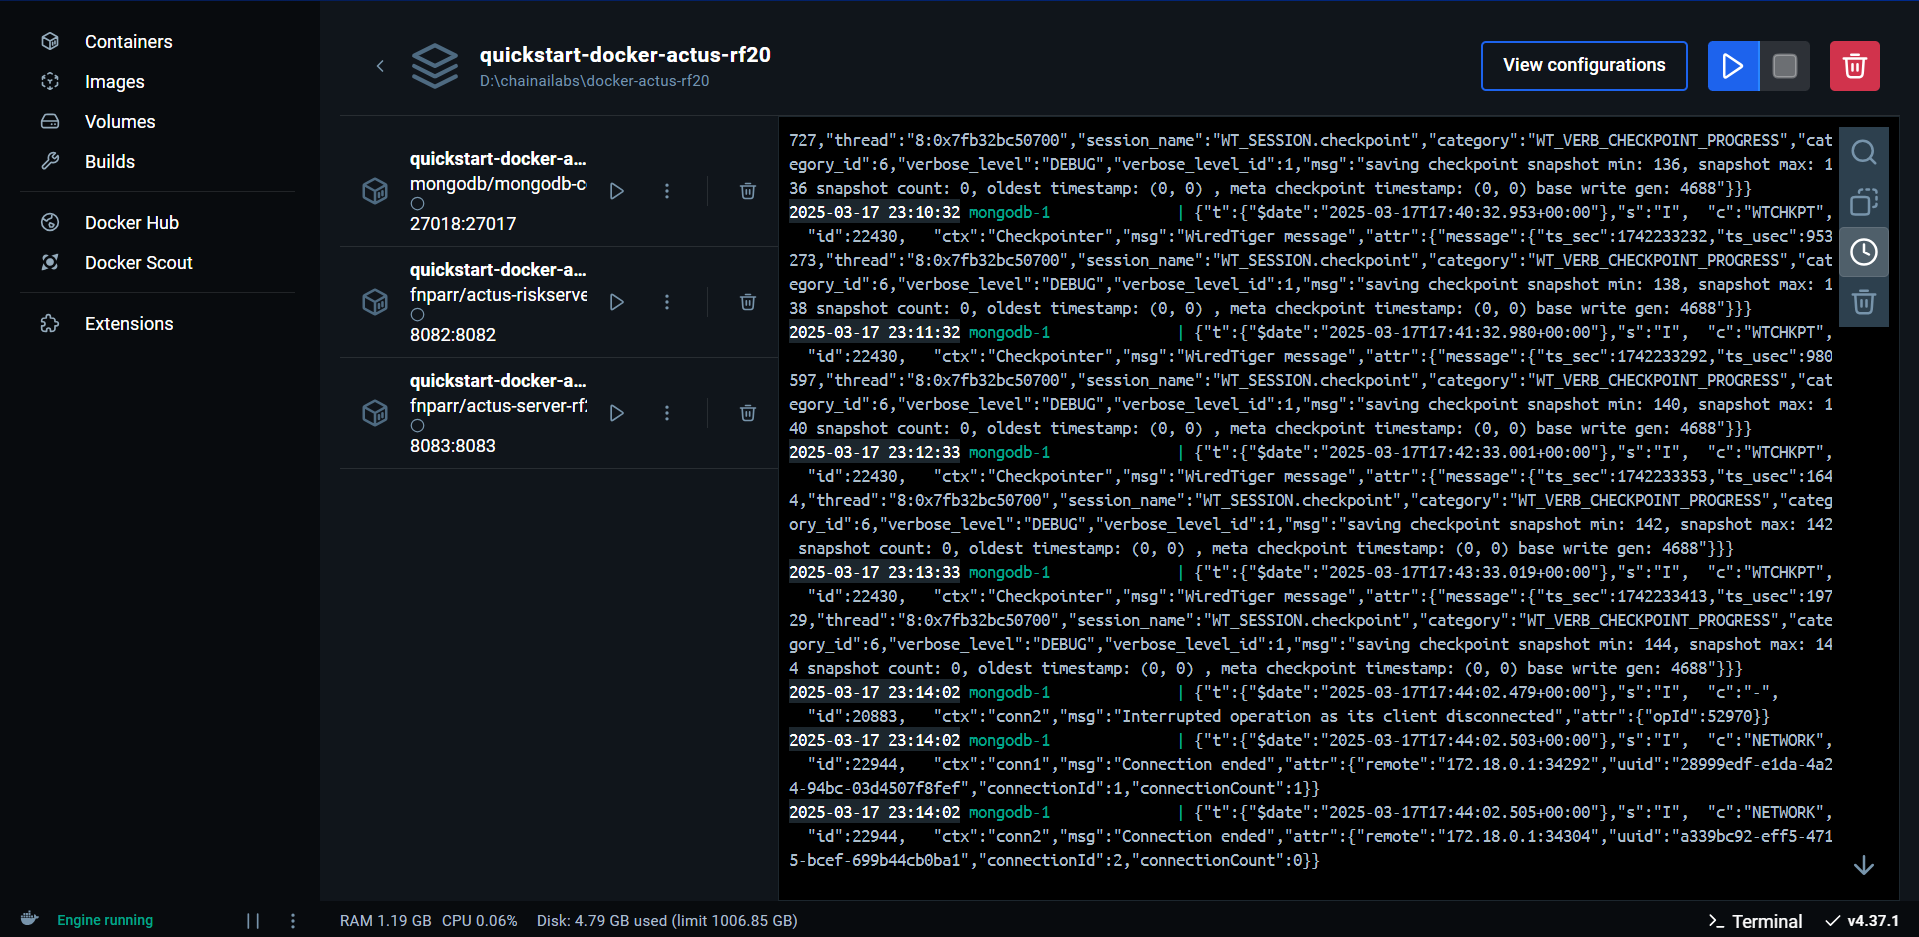 Containers
Images
Volumes
Builds
Docker Hub
Docker Scout
Extensions
quickstart-docker-actus-rf20
D:\chainailabs\docker-actus-rf20
View configurations
quickstart-docker-a...
mongodb/mongodb-c
27018:27017
quickstart-docker-a...
fnparr/actus-riskserve
8082:8082
quickstart-docker-a...
fnparr/actus-server-rf
8083:8083
727,"thread":"8:0x7fb32bc50700","session_name":"WT_SESSION.checkpoint","category":"WT_VERB_CHECKPOINT_PROGRESS","cat
egory_id":6,"verbose_level":"DEBUG","verbose_level_id":1,"msg":"saving checkpoint snapshot min: 136, snapshot max: 1
36 snapshot count: 0, oldest timestamp: (0, 0) , meta checkpoint timestamp: (0, 0) base write gen: 4688"}}}
2025-03-17 23:10:32 mongodb-1 | {"t":{"$date":"2025-03-17T17:40:32.953+00:00"},"s":"I", "c":"WTCHKPT",
"id":22430, "ctx":"Checkpointer","msg":"WiredTiger message","attr":{"message":{"ts_sec":1742233232,"ts_usec":953
273,"thread":"8:0x7fb32bc50700","session_name":"WT_SESSION.checkpoint","category":"WT_VERB_CHECKPOINT_PROGRESS","cat
egory_id":6,"verbose_level":"DEBUG","verbose_level_id":1,"msg":"saving checkpoint snapshot min: 138, snapshot max: 1
38 snapshot count: 0, oldest timestamp: (0, 0) , meta checkpoint timestamp: (0, 0) base write gen: 4688"}}}
2025-03-17 23:11:32 mongodb-1 | {"t":{"$date":"2025-03-17T17:41:32.980+00:00"},"s":"I", "c":"WTCHKPT",
"id":22430, "ctx":"Checkpointer","msg":"WiredTiger message","attr":{"message":{"ts_sec":1742233292,"ts_usec":980
597,"thread":"8:0x7fb32bc50700","session_name":"WT_SESSION.checkpoint","category":"WT_VERB_CHECKPOINT_PROGRESS","cat
egory_id":6,"verbose_level":"DEBUG","verbose_level_id":1,"msg":"saving checkpoint snapshot min: 140, snapshot max: 1
40 snapshot count: 0, oldest timestamp: (0, 0) , meta checkpoint timestamp: (0, 0) base write gen: 4688"}}}
2025-03-17 23:12:33 mongodb-1 | {"t":{"$date":"2025-03-17T17:42:33.001+00:00"},"s":"I", "c":"WTCHKPT",
"id":22430, "ctx":"Checkpointer","msg":"WiredTiger message","attr":{"message":{"ts_sec":1742233353,"ts_usec":164
4,"thread":"8:0x7fb32bc50700","session_name":"WT_SESSION.checkpoint","category":"WT_VERB_CHECKPOINT_PROGRESS","categ
ory_id":6,"verbose_level":"DEBUG","verbose_level_id":1,"msg":"saving checkpoint snapshot min: 142, snapshot max: 142
snapshot count: 0, oldest timestamp: (0, 0) , meta checkpoint timestamp: (0, 0) base write gen: 4688"}}}
2025-03-17 23:13:33 mongodb-1 | {"t":{"$date":"2025-03-17T17:43:33.019+00:00"},"s":"I", "c":"WTCHKPT",
"id":22430, "ctx":"Checkpointer","msg":"WiredTiger message","attr":{"message":{"ts_sec":1742233413,"ts_usec":197
29,"thread":"8:0x7fb32bc50700","session_name":"WT_SESSION.checkpoint","category":"WT_VERB_CHECKPOINT_PROGRESS","cate
gory_id":6,"verbose_level":"DEBUG","verbose_level_id":1,"msg":"saving checkpoint snapshot min: 144, snapshot max: 14
4 snapshot count: 0, oldest timestamp: (0, 0) , meta checkpoint timestamp: (0, 0) base write gen: 4688"}}}
2025-03-17 23:14:02 mongodb-1 | {"t":{"$date":"2025-03-17T17:44:02.479+00:00"},"s":"I", "c":"-",
"id":20883, "ctx":"conn2","msg":"Interrupted operation as its client disconnected","attr":{"opId":52970}}
2025-03-17 23:14:02 mongodb-1 | {"t":{"$date":"2025-03-17T17:44:02.503+00:00"},"s":"I", "c":"NETWORK",
"id":22944, "ctx":"conn1","msg":"Connection ended","attr":{"remote":"172.18.0.1:34292","uuid":"28999edf-e1da-4a2
4-94bc-03d4507f8fef","connectionId":1,"connectionCount":1}}
2025-03-17 23:14:02 mongodb-1 | {"t":{"$date":"2025-03-17T17:44:02.505+00:00"},"s":"I", "c":"NETWORK",
"id":22944, "ctx":"conn2","msg":"Connection ended","attr":{"remote":"172.18.0.1:34304","uuid":"a339bc92-eff5-471
5-bcef-699b44cb0ba1","connectionId":2,"connectionCount":0}}
Engine running
RAM 1.19 GB CPU 0.06% Disk: 4.79 GB used (limit 1006.85 GB)
Terminal
v4.37.1